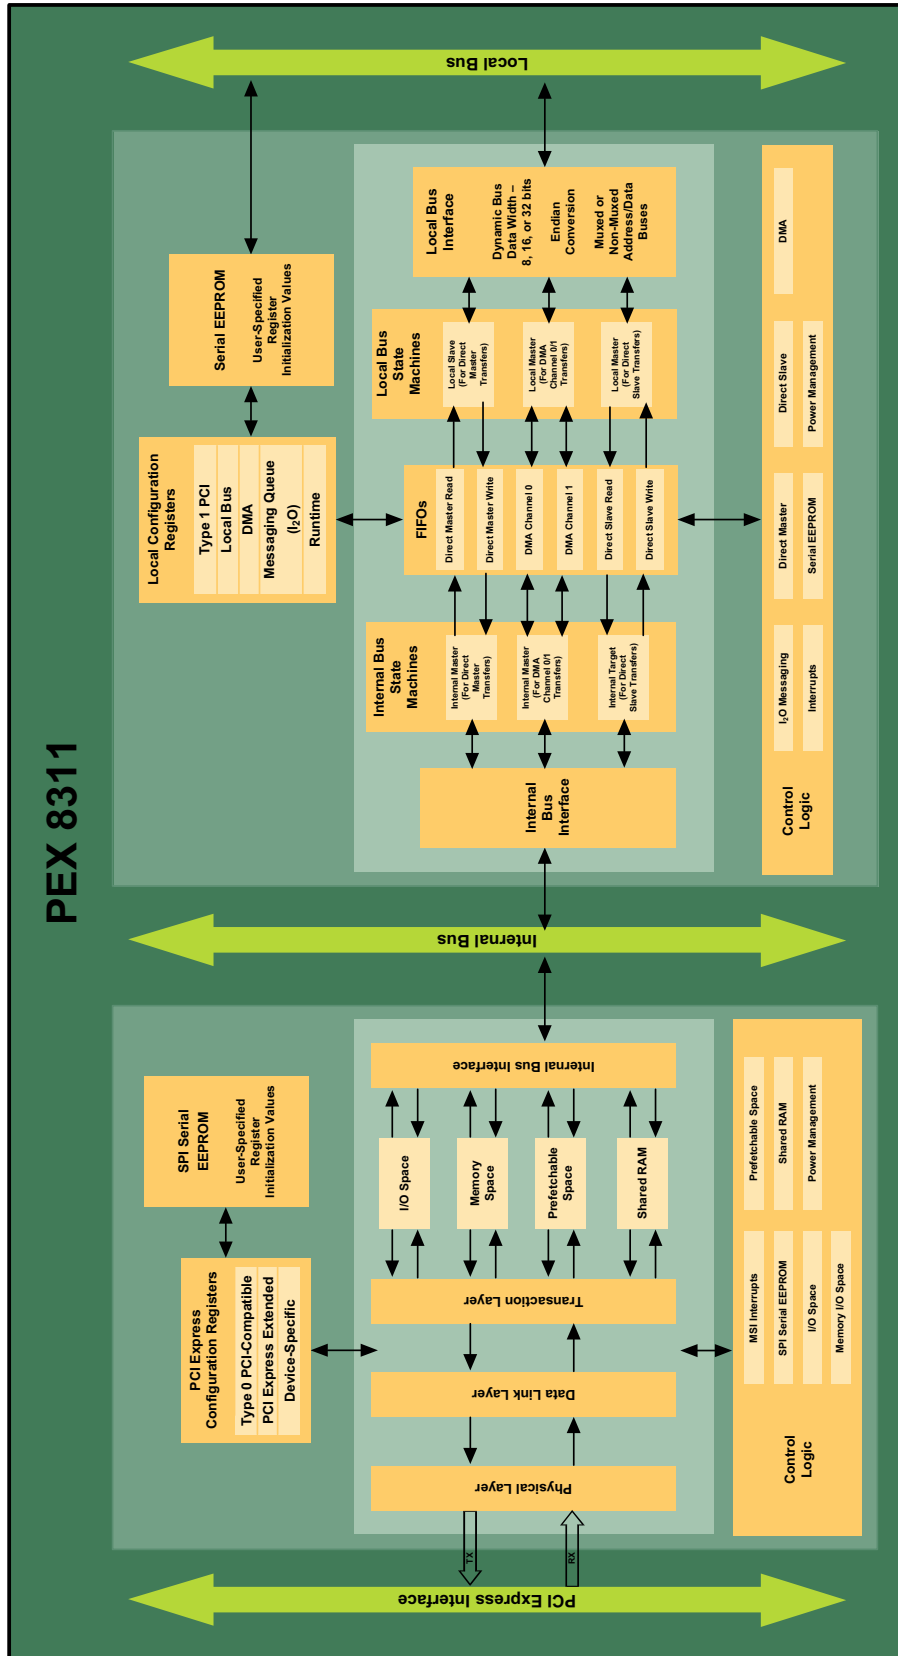 PEX 8311
PCI Express Interface
TX
RX
Physical Layer
Data Link Layer
Transaction Layer
PCI Express
Configuration Registers
Type 0 PCI-Compatible
PCI Express Extended
Device-Specific
SPI Serial
EEPROM
User-Specified
Register
Initialization Values
I/O Space
Memory
Space
Prefetchable
Space
Shared RAM
Internal Bus Interface
Control
Logic
MSI Interrupts
SPI Serial EEPROM
I/O Space
Memory I/O Space
Prefetchable Space
Shared RAM
Power Management
Internal Bus
Internal
Bus
Interface
Internal Bus
State
Machines
Internal Master
(For Direct
Master
Transfers)
Internal Master
(For DMA
Channel 0/1
Transfers)
Internal Target
(For Direct
Slave Transfers)
Local Configuration
Registers
Type 1 PCI
Local Bus
DMA
Messaging Queue
(I₂O)
Runtime
Serial EEPROM
User-Specified
Register
Initialization Values
FIFOs
Direct Master Read
Direct Master Write
DMA Channel 0
DMA Channel 1
Direct Slave Read
Direct Slave Write
Local Bus
State
Machines
Local Slave
(For Direct
Master
Transfers)
Local Master
(For DMA
Channel 0/1
Transfers)
Local Master
(For Direct
Slave Transfers)
Local Bus
Interface
Dynamic Bus
Data Width –
8, 16, or 32 bits
Endian
Conversion
Muxed or
Non-Muxed
Address/Data
Buses
Control
Logic
I₂O Messaging
Interrupts
Direct Master
Serial EEPROM
Direct Slave
Power Management
DMA
Local Bus